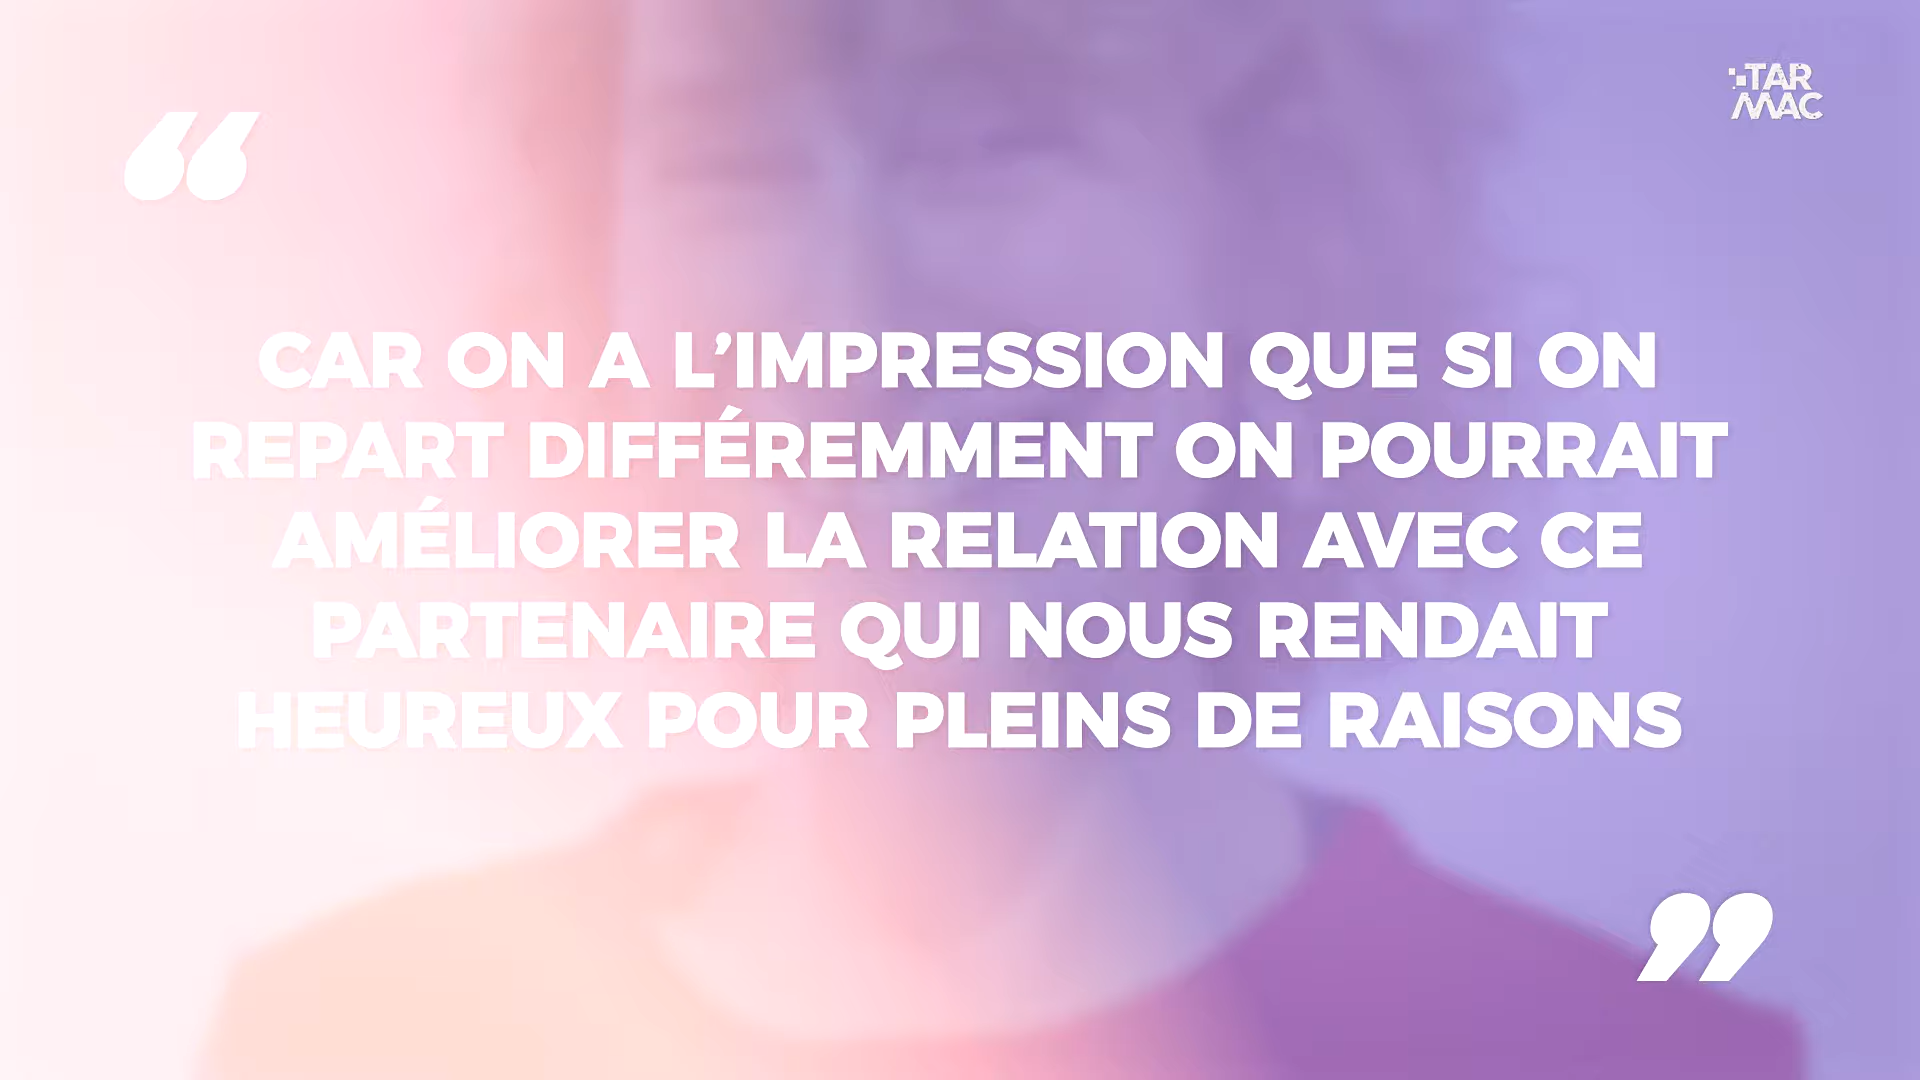 TAR
MAC
“
CAR ON A L’IMPRESSION QUE SI ON
REPART DIFFÉREMMENT ON POURRAIT
AMÉLIORER LA RELATION AVEC CE
PARTENAIRE QUI NOUS RENDAIT
HEUREUX POUR PLEINS DE RAISONS
”